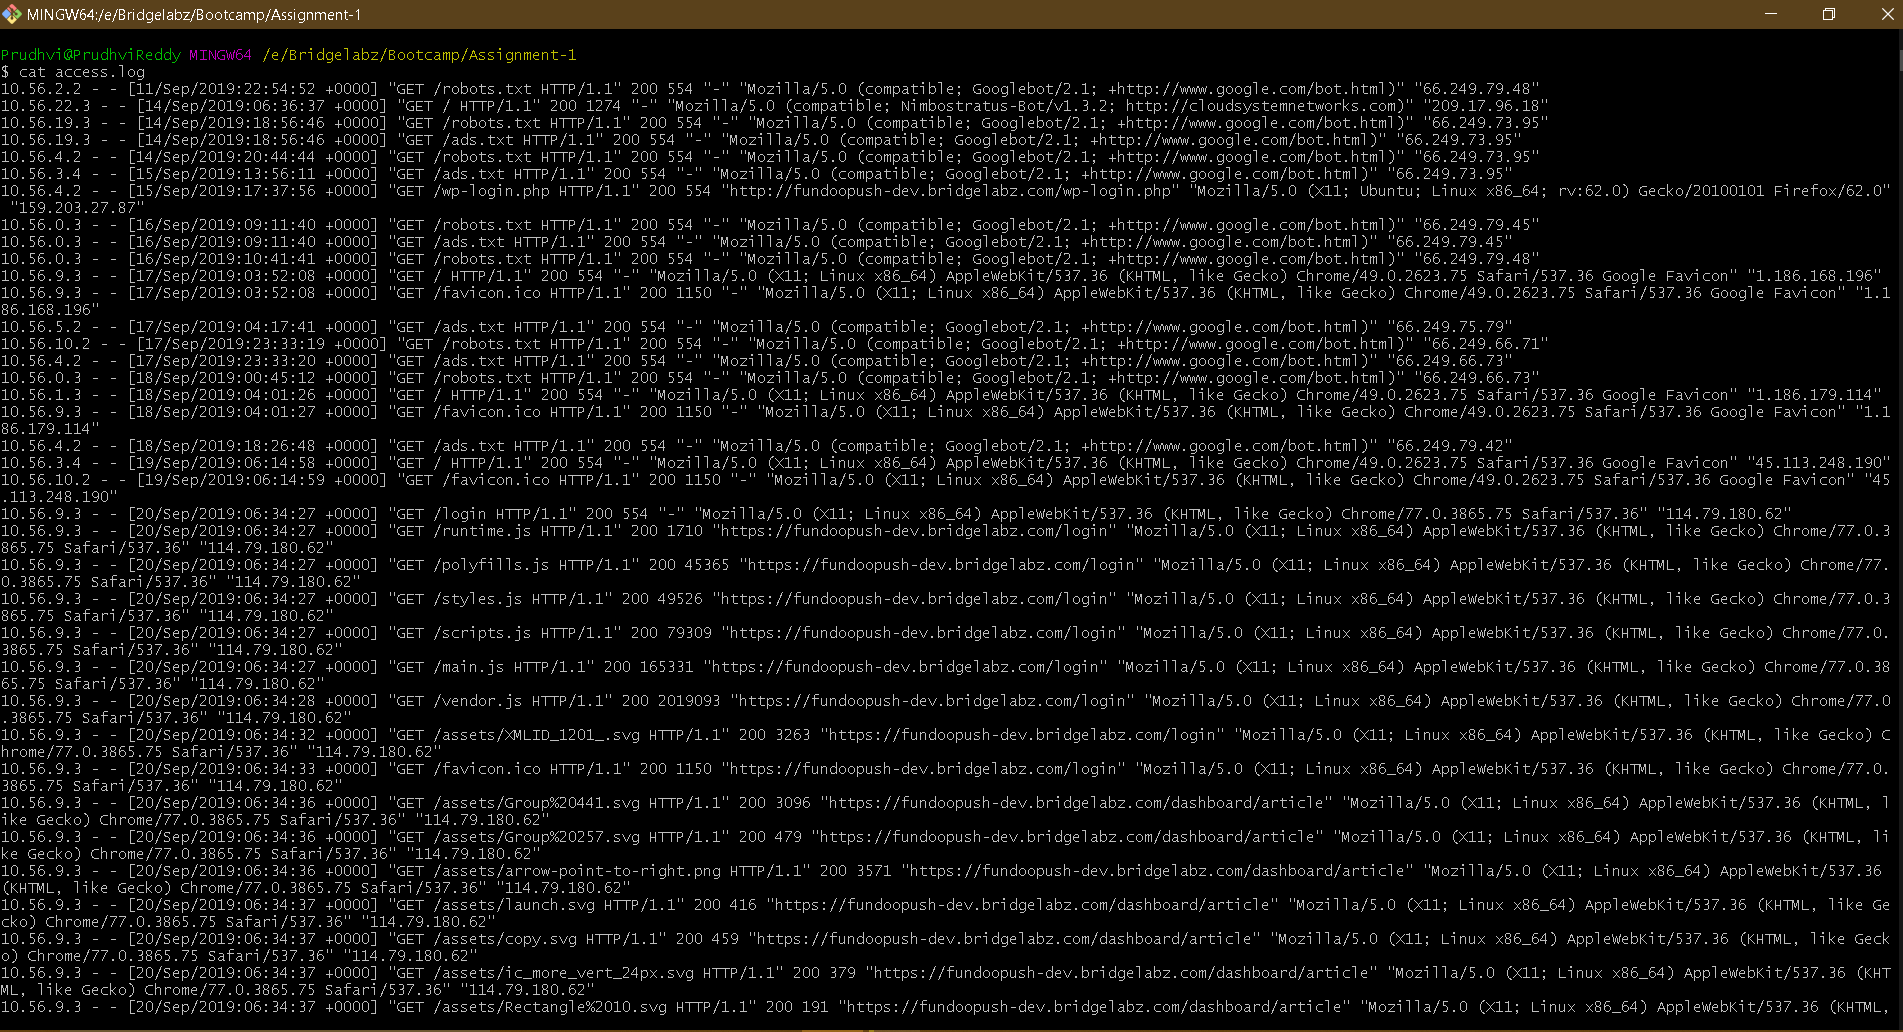 MINGW64:/e/Bridgelabz/Bootcamp/Assignment-1
Prudhvi@PrudhviReddy MINGW64 /e/Bridgelabz/Bootcamp/Assignment-1
$ cat access.log
10.56.2.2 - - [11/Sep/2019:22:54:52 +0000] "GET /robots.txt HTTP/1.1" 200 554 "-" "Mozilla/5.0 (compatible; Googlebot/2.1; +http://www.google.com/bot.html)" "66.249.79.48"
10.56.22.3 - - [14/Sep/2019:06:36:37 +0000] "GET / HTTP/1.1" 200 1274 "-" "Mozilla/5.0 (compatible; Nimbostratus-Bot/v1.3.2; http://cloudsystemnetworks.com)" "209.17.96.18"
10.56.19.3 - - [14/Sep/2019:18:56:46 +0000] "GET /robots.txt HTTP/1.1" 200 554 "-" "Mozilla/5.0 (compatible; Googlebot/2.1; +http://www.google.com/bot.html)" "66.249.73.95"
10.56.19.3 - - [14/Sep/2019:18:56:46 +0000] "GET /ads.txt HTTP/1.1" 200 554 "-" "Mozilla/5.0 (compatible; Googlebot/2.1; +http://www.google.com/bot.html)" "66.249.73.95"
10.56.4.2 - - [14/Sep/2019:20:44:44 +0000] "GET /robots.txt HTTP/1.1" 200 554 "-" "Mozilla/5.0 (compatible; Googlebot/2.1; +http://www.google.com/bot.html)" "66.249.73.95"
10.56.3.4 - - [15/Sep/2019:13:56:11 +0000] "GET /ads.txt HTTP/1.1" 200 554 "-" "Mozilla/5.0 (compatible; Googlebot/2.1; +http://www.google.com/bot.html)" "66.249.73.95"
10.56.4.2 - - [15/Sep/2019:17:37:56 +0000] "GET /wp-login.php HTTP/1.1" 200 554 "http://fundoopush-dev.bridgelabz.com/wp-login.php" "Mozilla/5.0 (X11; Ubuntu; Linux x86_64; rv:62.0) Gecko/20100101 Firefox/62.0"
"159.203.27.87"
10.56.0.3 - - [16/Sep/2019:09:11:40 +0000] "GET /robots.txt HTTP/1.1" 200 554 "-" "Mozilla/5.0 (compatible; Googlebot/2.1; +http://www.google.com/bot.html)" "66.249.79.45"
10.56.0.3 - - [16/Sep/2019:09:11:40 +0000] "GET /ads.txt HTTP/1.1" 200 554 "-" "Mozilla/5.0 (compatible; Googlebot/2.1; +http://www.google.com/bot.html)" "66.249.79.45"
10.56.0.3 - - [16/Sep/2019:10:41:41 +0000] "GET /robots.txt HTTP/1.1" 200 554 "-" "Mozilla/5.0 (compatible; Googlebot/2.1; +http://www.google.com/bot.html)" "66.249.79.48"
10.56.9.3 - - [17/Sep/2019:03:52:08 +0000] "GET / HTTP/1.1" 200 554 "-" "Mozilla/5.0 (X11; Linux x86_64) AppleWebKit/537.36 (KHTML, like Gecko) Chrome/49.0.2623.75 Safari/537.36 Google Favicon" "1.186.168.196"
10.56.9.3 - - [17/Sep/2019:03:52:08 +0000] "GET /favicon.ico HTTP/1.1" 200 1150 "-" "Mozilla/5.0 (X11; Linux x86_64) AppleWebKit/537.36 (KHTML, like Gecko) Chrome/49.0.2623.75 Safari/537.36 Google Favicon" "1.1
86.168.196"
10.56.5.2 - - [17/Sep/2019:04:17:41 +0000] "GET /ads.txt HTTP/1.1" 200 554 "-" "Mozilla/5.0 (compatible; Googlebot/2.1; +http://www.google.com/bot.html)" "66.249.75.79"
10.56.10.2 - - [17/Sep/2019:23:33:19 +0000] "GET /robots.txt HTTP/1.1" 200 554 "-" "Mozilla/5.0 (compatible; Googlebot/2.1; +http://www.google.com/bot.html)" "66.249.66.71"
10.56.4.2 - - [17/Sep/2019:23:33:20 +0000] "GET /ads.txt HTTP/1.1" 200 554 "-" "Mozilla/5.0 (compatible; Googlebot/2.1; +http://www.google.com/bot.html)" "66.249.66.73"
10.56.0.3 - - [18/Sep/2019:00:45:12 +0000] "GET /robots.txt HTTP/1.1" 200 554 "-" "Mozilla/5.0 (compatible; Googlebot/2.1; +http://www.google.com/bot.html)" "66.249.66.73"
10.56.1.3 - - [18/Sep/2019:04:01:26 +0000] "GET / HTTP/1.1" 200 554 "-" "Mozilla/5.0 (X11; Linux x86_64) AppleWebKit/537.36 (KHTML, like Gecko) Chrome/49.0.2623.75 Safari/537.36 Google Favicon" "1.186.179.114"
10.56.9.3 - - [18/Sep/2019:04:01:27 +0000] "GET /favicon.ico HTTP/1.1" 200 1150 "-" "Mozilla/5.0 (X11; Linux x86_64) AppleWebKit/537.36 (KHTML, like Gecko) Chrome/49.0.2623.75 Safari/537.36 Google Favicon" "1.1
86.179.114"
10.56.4.2 - - [18/Sep/2019:18:26:48 +0000] "GET /ads.txt HTTP/1.1" 200 554 "-" "Mozilla/5.0 (compatible; Googlebot/2.1; +http://www.google.com/bot.html)" "66.249.79.42"
10.56.3.4 - - [19/Sep/2019:06:14:58 +0000] "GET / HTTP/1.1" 200 554 "-" "Mozilla/5.0 (X11; Linux x86_64) AppleWebKit/537.36 (KHTML, like Gecko) Chrome/49.0.2623.75 Safari/537.36 Google Favicon" "45.113.248.190"
10.56.10.2 - - [19/Sep/2019:06:14:59 +0000] "GET /favicon.ico HTTP/1.1" 200 1150 "-" "Mozilla/5.0 (X11; Linux x86_64) AppleWebKit/537.36 (KHTML, like Gecko) Chrome/49.0.2623.75 Safari/537.36 Google Favicon" "45
.113.248.190"
10.56.9.3 - - [20/Sep/2019:06:34:27 +0000] "GET /login HTTP/1.1" 200 554 "-" "Mozilla/5.0 (X11; Linux x86_64) AppleWebKit/537.36 (KHTML, like Gecko) Chrome/77.0.3865.75 Safari/537.36" "114.79.180.62"
10.56.9.3 - - [20/Sep/2019:06:34:27 +0000] "GET /runtime.js HTTP/1.1" 200 1710 "https://fundoopush-dev.bridgelabz.com/login" "Mozilla/5.0 (X11; Linux x86_64) AppleWebKit/537.36 (KHTML, like Gecko) Chrome/77.0.3
865.75 Safari/537.36" "114.79.180.62"
10.56.9.3 - - [20/Sep/2019:06:34:27 +0000] "GET /polyfills.js HTTP/1.1" 200 45365 "https://fundoopush-dev.bridgelabz.com/login" "Mozilla/5.0 (X11; Linux x86_64) AppleWebKit/537.36 (KHTML, like Gecko) Chrome/77.
0.3865.75 Safari/537.36" "114.79.180.62"
10.56.9.3 - - [20/Sep/2019:06:34:27 +0000] "GET /styles.js HTTP/1.1" 200 49526 "https://fundoopush-dev.bridgelabz.com/login" "Mozilla/5.0 (X11; Linux x86_64) AppleWebKit/537.36 (KHTML, like Gecko) Chrome/77.0.3
865.75 Safari/537.36" "114.79.180.62"
10.56.9.3 - - [20/Sep/2019:06:34:27 +0000] "GET /scripts.js HTTP/1.1" 200 79309 "https://fundoopush-dev.bridgelabz.com/login" "Mozilla/5.0 (X11; Linux x86_64) AppleWebKit/537.36 (KHTML, like Gecko) Chrome/77.0.
3865.75 Safari/537.36" "114.79.180.62"
10.56.9.3 - - [20/Sep/2019:06:34:27 +0000] "GET /main.js HTTP/1.1" 200 165331 "https://fundoopush-dev.bridgelabz.com/login" "Mozilla/5.0 (X11; Linux x86_64) AppleWebKit/537.36 (KHTML, like Gecko) Chrome/77.0.38
65.75 Safari/537.36" "114.79.180.62"
10.56.9.3 - - [20/Sep/2019:06:34:28 +0000] "GET /vendor.js HTTP/1.1" 200 2019093 "https://fundoopush-dev.bridgelabz.com/login" "Mozilla/5.0 (X11; Linux x86_64) AppleWebKit/537.36 (KHTML, like Gecko) Chrome/77.0
.3865.75 Safari/537.36" "114.79.180.62"
10.56.9.3 - - [20/Sep/2019:06:34:32 +0000] "GET /assets/XMLID_1201_.svg HTTP/1.1" 200 3263 "https://fundoopush-dev.bridgelabz.com/login" "Mozilla/5.0 (X11; Linux x86_64) AppleWebKit/537.36 (KHTML, like Gecko) C
hrome/77.0.3865.75 Safari/537.36" "114.79.180.62"
10.56.9.3 - - [20/Sep/2019:06:34:33 +0000] "GET /favicon.ico HTTP/1.1" 200 1150 "https://fundoopush-dev.bridgelabz.com/login" "Mozilla/5.0 (X11; Linux x86_64) AppleWebKit/537.36 (KHTML, like Gecko) Chrome/77.0.
3865.75 Safari/537.36" "114.79.180.62"
10.56.9.3 - - [20/Sep/2019:06:34:36 +0000] "GET /assets/Group%20441.svg HTTP/1.1" 200 3096 "https://fundoopush-dev.bridgelabz.com/dashboard/article" "Mozilla/5.0 (X11; Linux x86_64) AppleWebKit/537.36 (KHTML, l
ike Gecko) Chrome/77.0.3865.75 Safari/537.36" "114.79.180.62"
10.56.9.3 - - [20/Sep/2019:06:34:36 +0000] "GET /assets/Group%20257.svg HTTP/1.1" 200 479 "https://fundoopush-dev.bridgelabz.com/dashboard/article" "Mozilla/5.0 (X11; Linux x86_64) AppleWebKit/537.36 (KHTML, li
ke Gecko) Chrome/77.0.3865.75 Safari/537.36" "114.79.180.62"
10.56.9.3 - - [20/Sep/2019:06:34:36 +0000] "GET /assets/arrow-point-to-right.png HTTP/1.1" 200 3571 "https://fundoopush-dev.bridgelabz.com/dashboard/article" "Mozilla/5.0 (X11; Linux x86_64) AppleWebKit/537.36
(KHTML, like Gecko) Chrome/77.0.3865.75 Safari/537.36" "114.79.180.62"
10.56.9.3 - - [20/Sep/2019:06:34:37 +0000] "GET /assets/launch.svg HTTP/1.1" 200 416 "https://fundoopush-dev.bridgelabz.com/dashboard/article" "Mozilla/5.0 (X11; Linux x86_64) AppleWebKit/537.36 (KHTML, like Ge
cko) Chrome/77.0.3865.75 Safari/537.36" "114.79.180.62"
10.56.9.3 - - [20/Sep/2019:06:34:37 +0000] "GET /assets/copy.svg HTTP/1.1" 200 459 "https://fundoopush-dev.bridgelabz.com/dashboard/article" "Mozilla/5.0 (X11; Linux x86_64) AppleWebKit/537.36 (KHTML, like Geck
o) Chrome/77.0.3865.75 Safari/537.36" "114.79.180.62"
10.56.9.3 - - [20/Sep/2019:06:34:37 +0000] "GET /assets/ic_more_vert_24px.svg HTTP/1.1" 200 379 "https://fundoopush-dev.bridgelabz.com/dashboard/article" "Mozilla/5.0 (X11; Linux x86_64) AppleWebKit/537.36 (KHT
ML, like Gecko) Chrome/77.0.3865.75 Safari/537.36" "114.79.180.62"
10.56.9.3 - - [20/Sep/2019:06:34:37 +0000] "GET /assets/Rectangle%2010.svg HTTP/1.1" 200 191 "https://fundoopush-dev.bridgelabz.com/dashboard/article" "Mozilla/5.0 (X11; Linux x86_64) AppleWebKit/537.36 (KHTML,